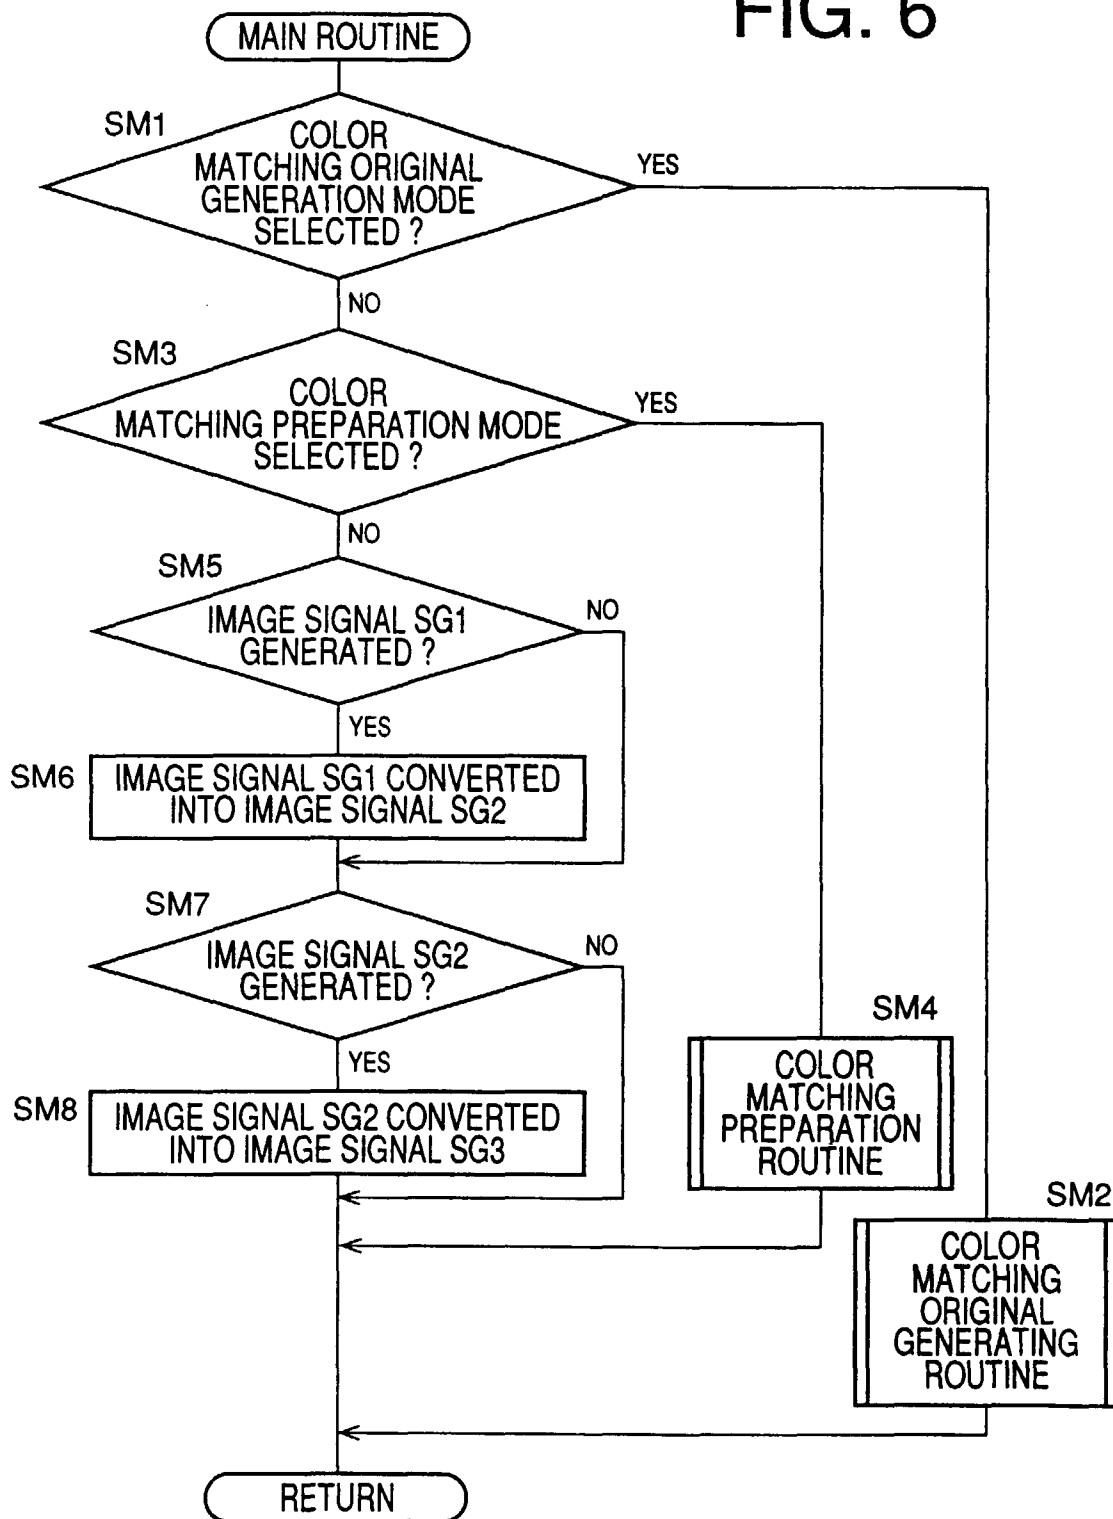 FIG. 6
MAIN ROUTINE
SM1
COLOR
MATCHING ORIGINAL
GENERATION MODE
SELECTED ?
YES
NO
SM3
COLOR
MATCHING PREPARATION MODE
SELECTED ?
YES
NO
SM5
IMAGE SIGNAL SG1
GENERATED ?
NO
YES
SM6
IMAGE SIGNAL SG1 CONVERTED
INTO IMAGE SIGNAL SG2
SM7
IMAGE SIGNAL SG2
GENERATED ?
NO
YES
SM8
IMAGE SIGNAL SG2 CONVERTED
INTO IMAGE SIGNAL SG3
SM4
COLOR
MATCHING
PREPARATION
ROUTINE
SM2
COLOR
MATCHING
ORIGINAL
GENERATING
ROUTINE
RETURN